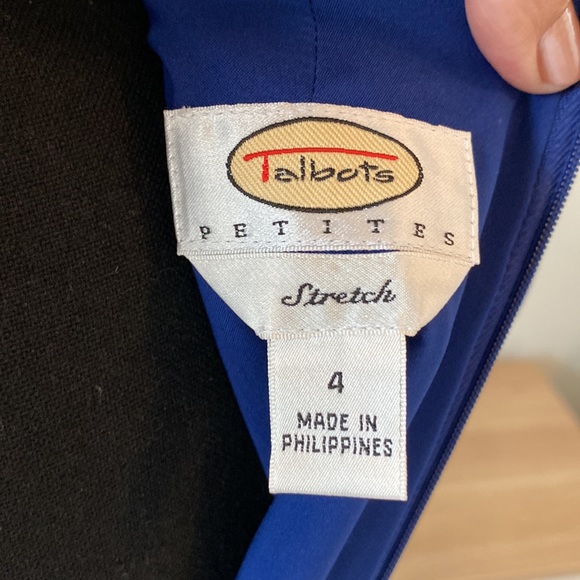 Talbots
PETITES
Stretch
4
MADE IN
PHILIPPINES